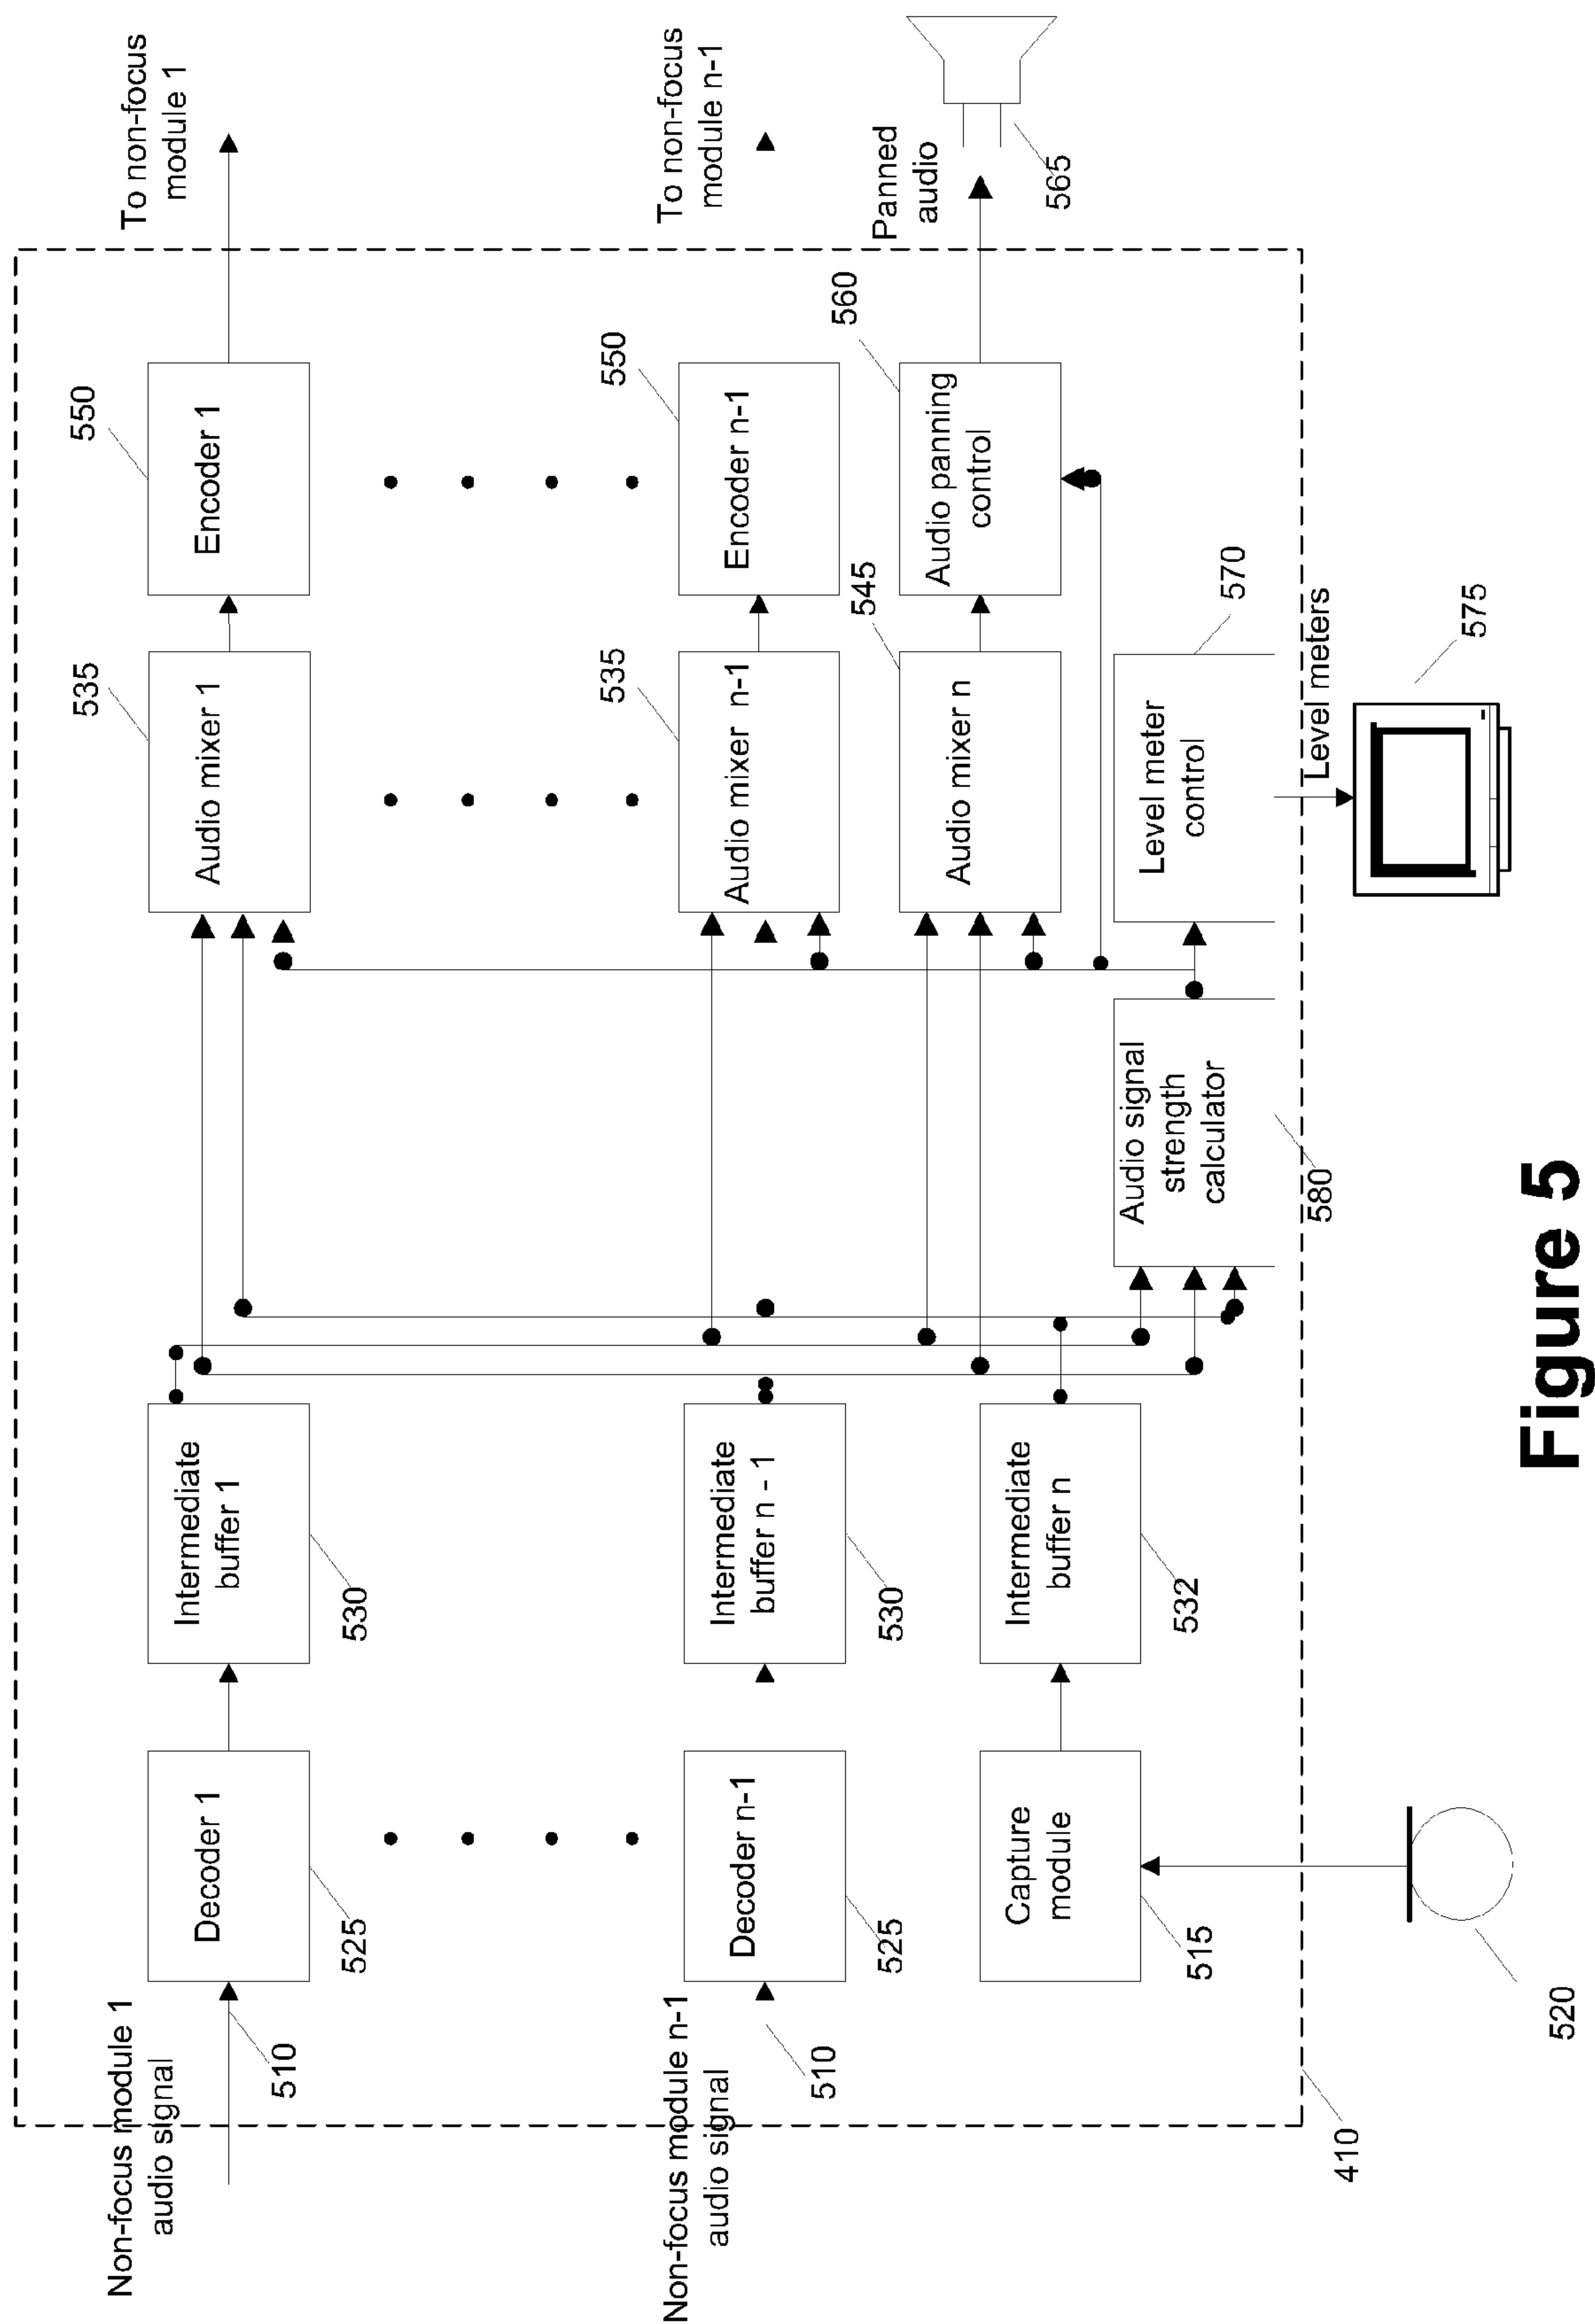 Non-focus module 1
audio signal
510
Decoder 1
525
Intermediate
buffer 1
530
Audio mixer 1
535
Encoder 1
550
To non-focus
module 1
Non-focus module n-1
audio signal
510
Decoder n-1
525
Intermediate
buffer n - 1
530
Audio mixer n-1
535
Encoder n-1
550
To non-focus
module n-1
Capture
module
515
Intermediate
buffer n
532
Audio mixer n
545
Audio panning
control
560
Panned
audio
565
Audio signal
strength
calculator
580
Level meter
control
570
Level meters
575
410
520
Figure 5